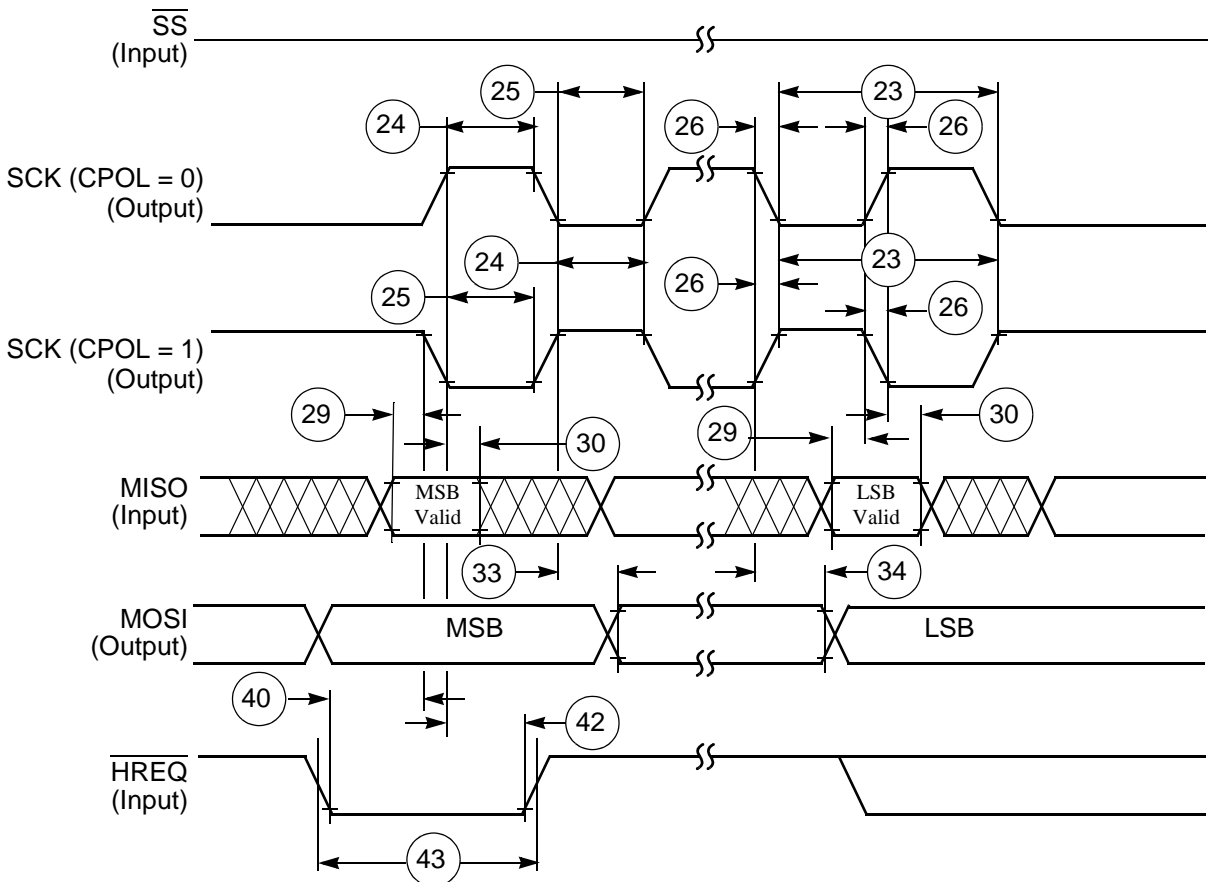 SS
(Input)
25
23
24
26
26
SCK (CPOL = 0)
(Output)
24
23
25
26
26
SCK (CPOL = 1)
(Output)
29
30
29
30
MISO
(Input)
MSB
Valid
LSB
Valid
33
34
MOSI
(Output)
MSB
LSB
40
42
HREQ
(Input)
43